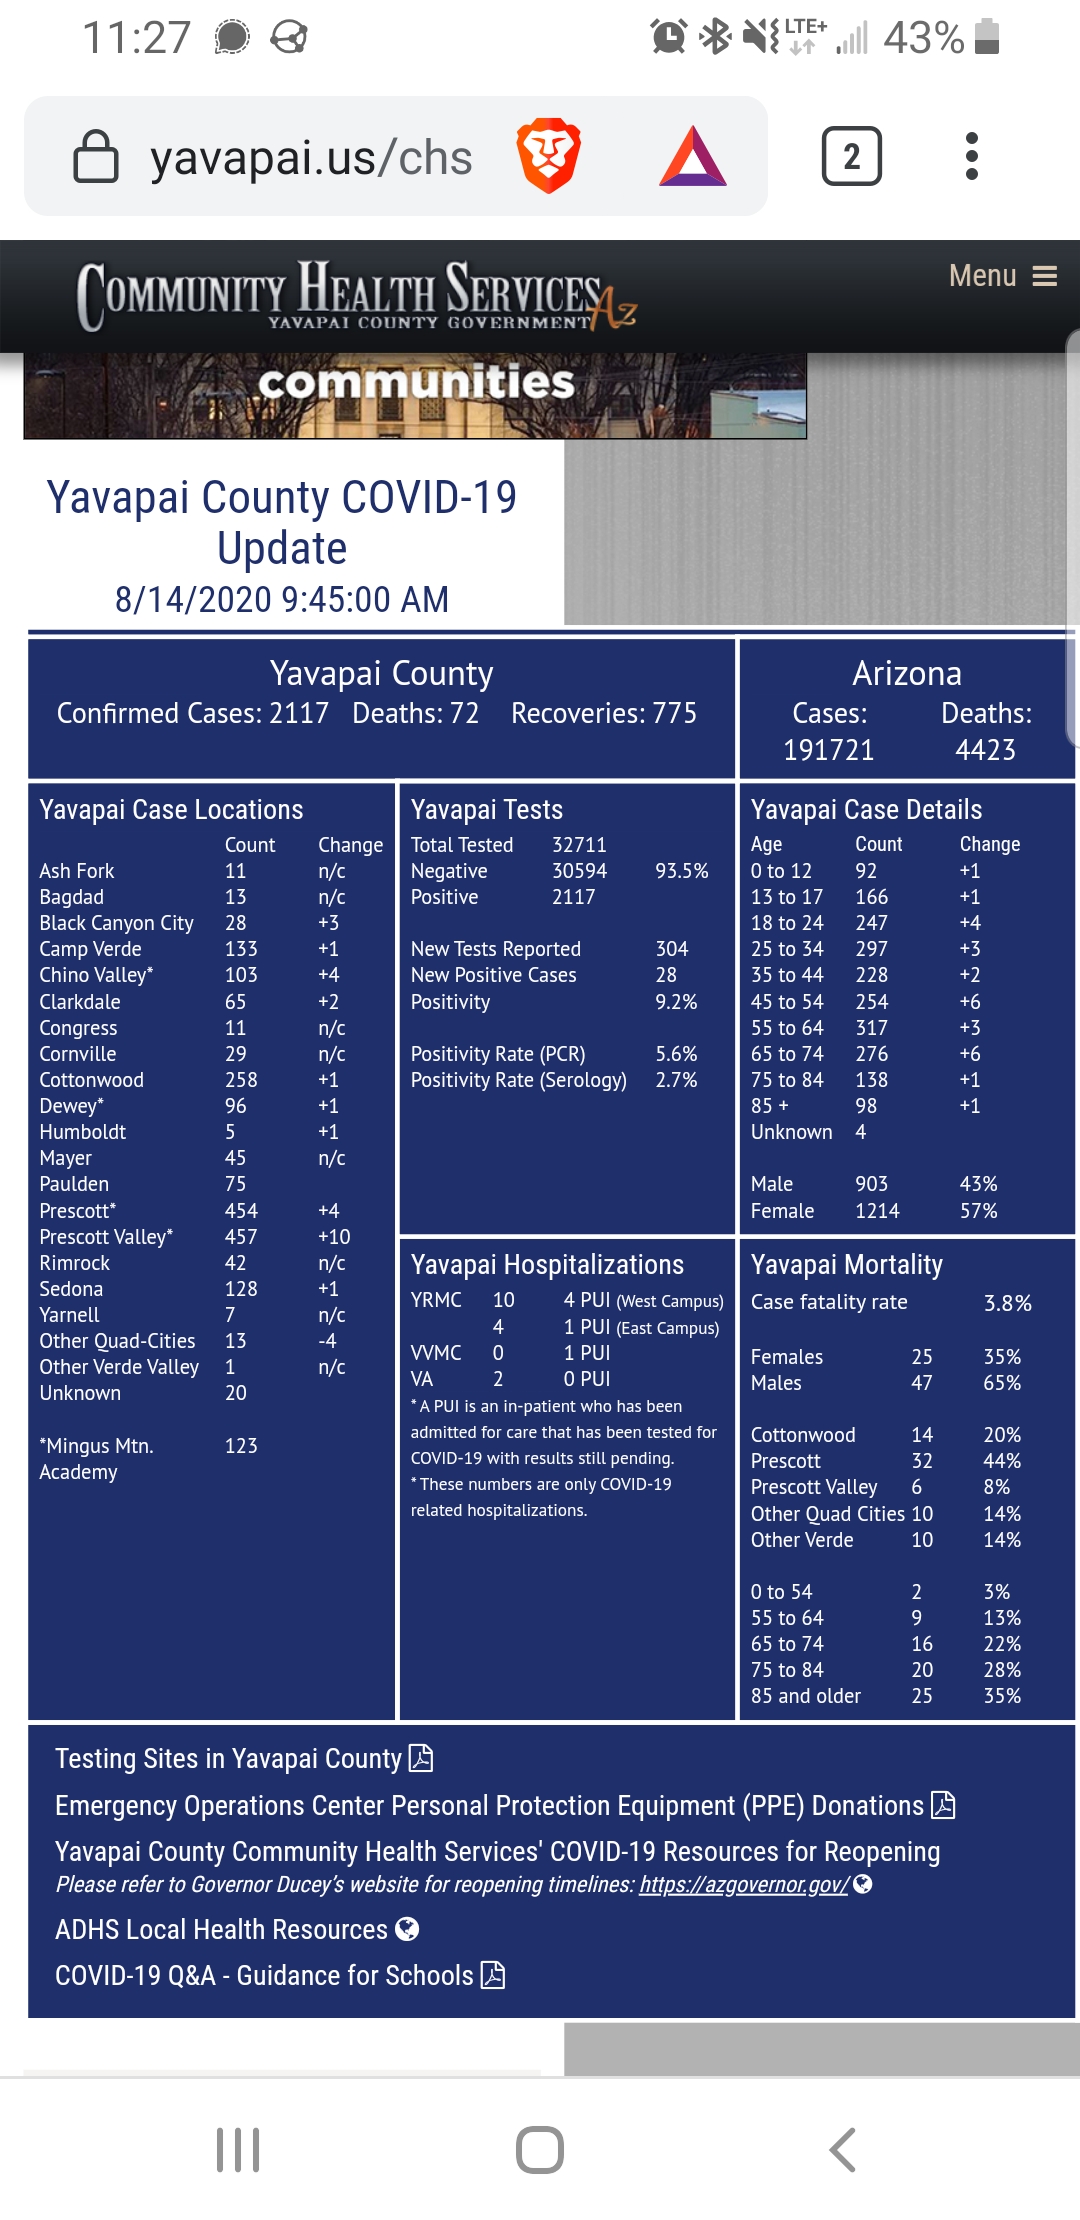 11:27 LTE+ 43%
yavapai.us/chs 2
COMMUNITY HEALTH SERVICES Az
YAVAPAI COUNTY GOVERNMENT
Menu
communities
Yavapai County COVID-19
Update
8/14/2020 9:45:00 AM
Yavapai County
Confirmed Cases: 2117 Deaths: 72 Recoveries: 775
Arizona
Cases: Deaths:
191721 4423
Yavapai Case Locations
Count Change
Ash Fork 11 n/c
Bagdad 13 n/c
Black Canyon City 28 +3
Camp Verde 133 +1
Chino Valley* 103 +4
Clarkdale 65 +2
Congress 11 n/c
Cornville 29 n/c
Cottonwood 258 +1
Dewey* 96 +1
Humboldt 5 +1
Mayer 45 n/c
Paulden 75
Prescott* 454 +4
Prescott Valley* 457 +10
Rimrock 42 n/c
Sedona 128 +1
Yarnell 7 n/c
Other Quad-Cities 13 -4
Other Verde Valley 1 n/c
Unknown 20
*Mingus Mtn. 123
Academy
Yavapai Tests
Total Tested 32711
Negative 30594 93.5%
Positive 2117
New Tests Reported 304
New Positive Cases 28
Positivity 9.2%
Positivity Rate (PCR) 5.6%
Positivity Rate (Serology) 2.7%
Yavapai Case Details
Age Count Change
0 to 12 92 +1
13 to 17 166 +1
18 to 24 247 +4
25 to 34 297 +3
35 to 44 228 +2
45 to 54 254 +6
55 to 64 317 +3
65 to 74 276 +6
75 to 84 138 +1
85 + 98 +1
Unknown 4
Male 903 43%
Female 1214 57%
Yavapai Hospitalizations
YRMC 10 4 PUI (West Campus)
4 1 PUI (East Campus)
VVMC 0 1 PUI
VA 2 0 PUI
* A PUI is an in-patient who has been
admitted for care that has been tested for
COVID-19 with results still pending.
* These numbers are only COVID-19
related hospitalizations.
Yavapai Mortality
Case fatality rate 3.8%
Females 25 35%
Males 47 65%
Cottonwood 14 20%
Prescott 32 44%
Prescott Valley 6 8%
Other Quad Cities 10 14%
Other Verde 10 14%
0 to 54 2 3%
55 to 64 9 13%
65 to 74 16 22%
75 to 84 20 28%
85 and older 25 35%
Testing Sites in Yavapai County
Emergency Operations Center Personal Protection Equipment (PPE) Donations
Yavapai County Community Health Services' COVID-19 Resources for Reopening
Please refer to Governor Ducey's website for reopening timelines: https://azgovernor.gov/
ADHS Local Health Resources
COVID-19 Q&A - Guidance for Schools